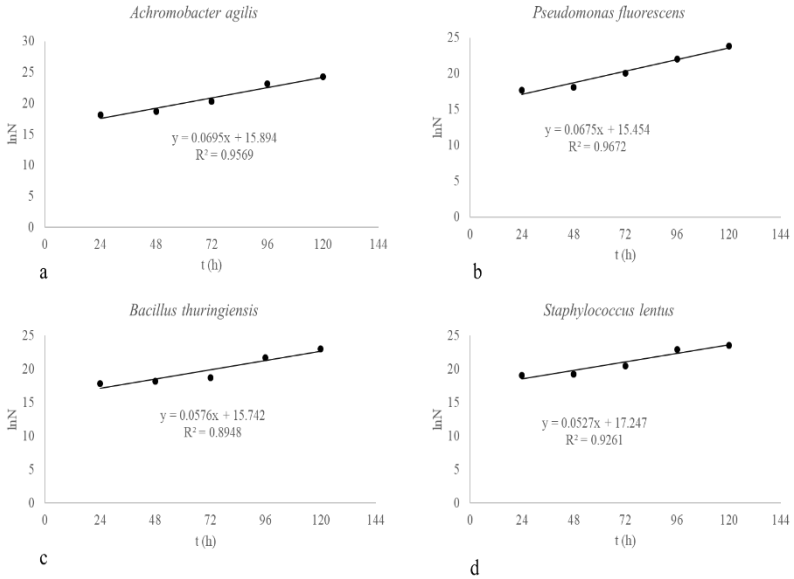 Achromobacter agilis
30
25
20
15
10
5
0
lnN
y = 0.0695x + 15.894
R² = 0.9569
0 24 48 72 96 120 144
t (h)
a
Pseudomonas fluorescens
25
20
15
10
5
0
lnN
y = 0.0675x + 15.454
R² = 0.9672
0 24 48 72 96 120 144
t (h)
b
Bacillus thuringiensis
25
20
15
10
5
0
lnN
y = 0.0576x + 15.742
R² = 0.8948
0 24 48 72 96 120 144
t (h)
c
Staphylococcus lentus
25
20
15
10
5
0
lnN
y = 0.0527x + 17.247
R² = 0.9261
0 24 48 72 96 120 144
t (h)
d